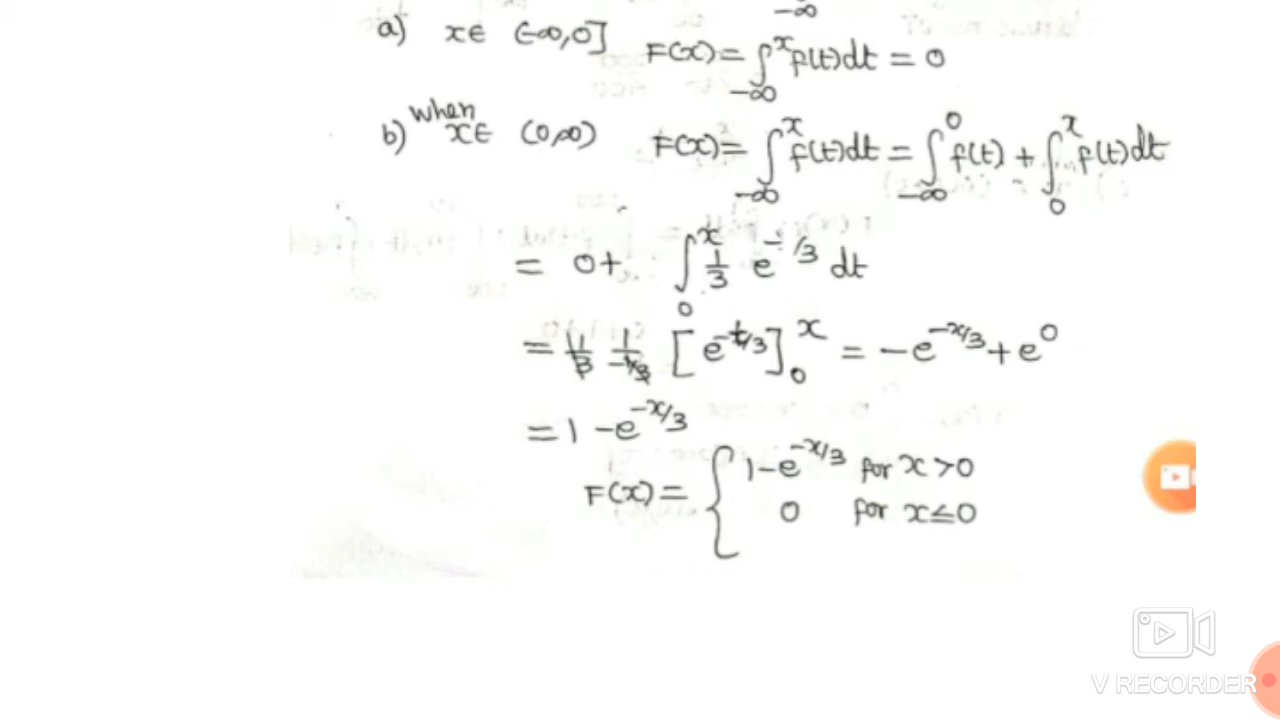 -∞
a) x∈ (-∞,0] F(x) = ∫_{-∞}^{x} f(t)dt = 0
b) when x∈ (0,∞) F(x) = ∫_{-∞}^{x} f(t)dt = ∫_{-∞}^{0} f(t) + ∫_{0}^{x} f(t)dt
= 0+ ∫_{0}^{x} 1/3 e^{-/3} dt
= 1/3 1/(-1/3) [e^{-t/3}]_{0}^{x} = -e^{-x/3} + e^{0}
= 1 - e^{-x/3}
F(x) = { 1-e^{-x/3} for x>0
0 for x≤0
V RECORDER